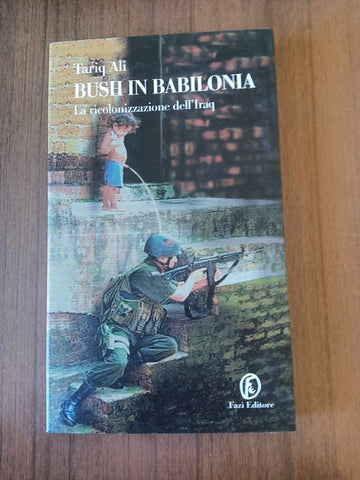 Tariq Ali
BUSH IN BABILONIA
La ricolonizzazione dell'Iraq
Fazi Editore